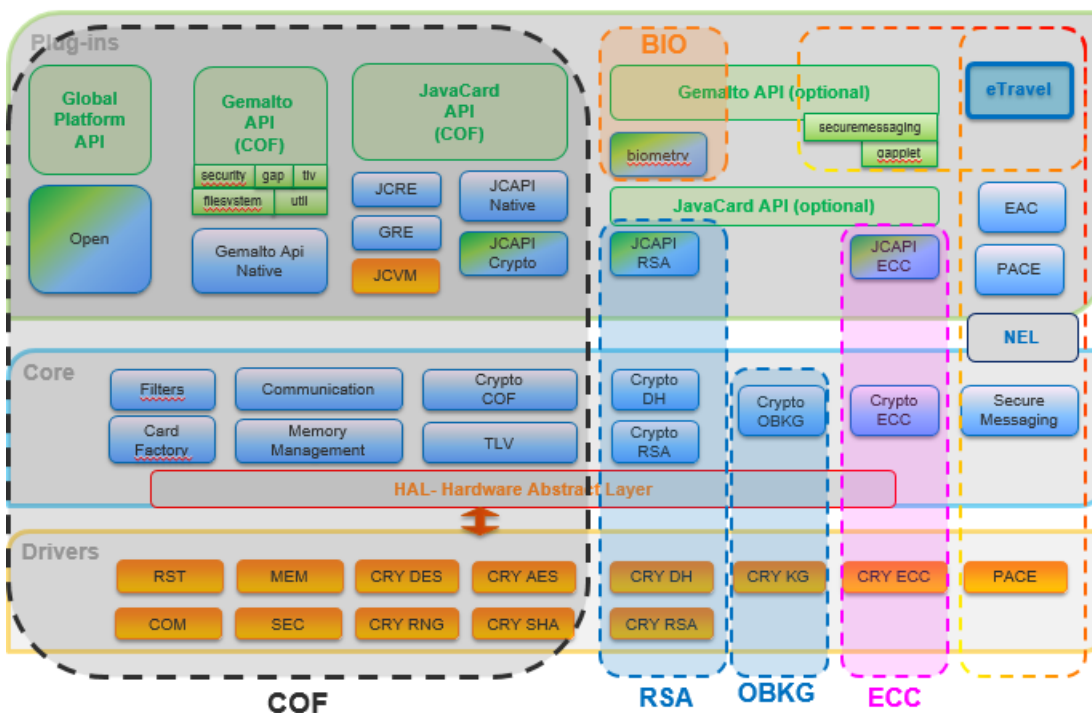 Plug-ins
BIO
Global
Platform
API
Gemalto
API
(COF)
security
gap
tlv
filesystem
util
JavaCard
API
(COF)
Gemalto API (optional)
securemessaging
gapplet
biometry
eTravel
Open
Gemalto Api
Native
JCRE
GRE
JCVM
JCAPI
Native
JCAPI
Crypto
JavaCard API (optional)
JCAPI
RSA
JCAPI
ECC
EAC
PACE
NEL
Core
Filters
Communication
Crypto
COF
Card
Factory
Memory
Management
TLV
Crypto
DH
Crypto
RSA
Crypto
OBKG
Crypto
ECC
Secure
Messaging
HAL- Hardware Abstract Layer
Drivers
RST
MEM
CRY DES
CRY AES
CRY DH
CRY KG
CRY ECC
PACE
COM
SEC
CRY RNG
CRY SHA
CRY RSA
COF
RSA
OBKG
ECC